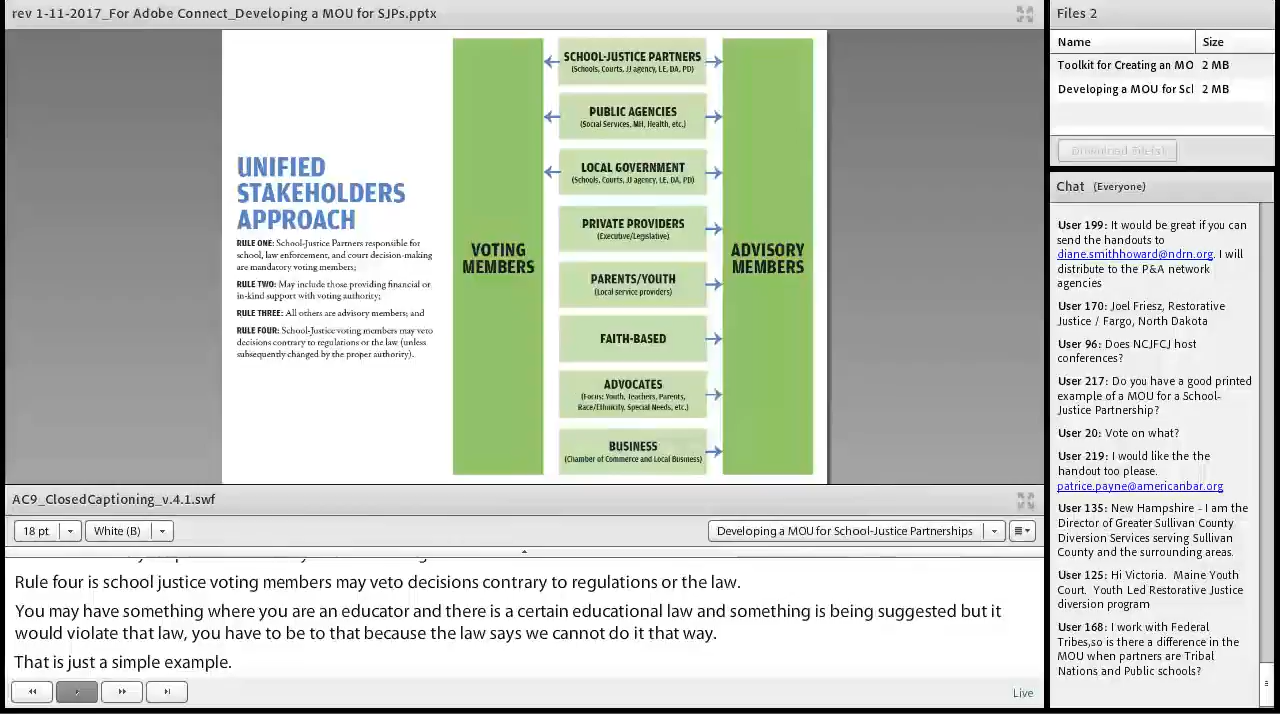 rev 1-11-2017_For Adobe Connect_Developing a MOU for SJPs.pptx
UNIFIED
STAKEHOLDERS
APPROACH
RULE ONE: School-Justice Partners responsible for
school, law enforcement, and court decision-making
are mandatory voting members;
RULE TWO: May include those providing financial or
in-kind support with voting authority;
RULE THREE: All others are advisory members; and
RULE FOUR: School-Justice voting members may veto
decisions contrary to regulations or the law (unless
subsequently changed by the proper authority).
VOTING
MEMBERS
SCHOOL-JUSTICE PARTNERS
(Schools, Courts, JJ agency, LE, DA, PD)
PUBLIC AGENCIES
(Social Services, MH, Health, etc.)
LOCAL GOVERNMENT
(Schools, Courts, JJ agency, LE, DA, PD)
PRIVATE PROVIDERS
(Executive/Legislative)
PARENTS/YOUTH
(Local service providers)
FAITH-BASED
ADVOCATES
(Focus: Youth, Teachers, Parents,
Race/Ethnicity, Special Needs, etc.)
BUSINESS
(Chamber of Commerce and Local Business)
ADVISORY
MEMBERS
AC9_ClosedCaptioning_v.4.1.swf
18 pt
White (B)
Developing a MOU for School-Justice Partnerships
Rule four is school justice voting members may veto decisions contrary to regulations or the law.
You may have something where you are an educator and there is a certain educational law and something is being suggested but it
would violate that law, you have to be to that because the law says we cannot do it that way.
That is just a simple example.
Live
Files 2
Name Size
Toolkit for Creating an MO 2 MB
Developing a MOU for Scl 2 MB
Download File(s)
Chat (Everyone)
User 199: It would be great if you can
send the handouts to
diane.smithhoward@ndrn.org. I will
distribute to the P&A network
agencies
User 170: Joel Friesz, Restorative
Justice / Fargo, North Dakota
User 96: Does NCJFCJ host
conferences?
User 217: Do you have a good printed
example of a MOU for a School-
Justice Partnership?
User 20: Vote on what?
User 219: I would like the the
handout too please.
patrice.payne@americanbar.org
User 135: New Hampshire - I am the
Director of Greater Sullivan County
Diversion Services serving Sullivan
County and the surrounding areas.
User 125: Hi Victoria. Maine Youth
Court. Youth Led Restorative Justice
diversion program
User 168: I work with Federal
Tribes,so is there a difference in the
MOU when partners are Tribal
Nations and Public schools?